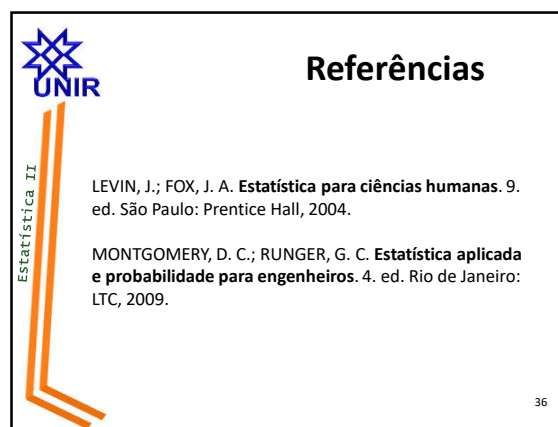 UNIR
Referências
Estatística II
LEVIN, J.; FOX, J. A. Estatística para ciências humanas. 9.
ed. São Paulo: Prentice Hall, 2004.
MONTGOMERY, D. C.; RUNGER, G. C. Estatística aplicada
e probabilidade para engenheiros. 4. ed. Rio de Janeiro:
LTC, 2009.
36